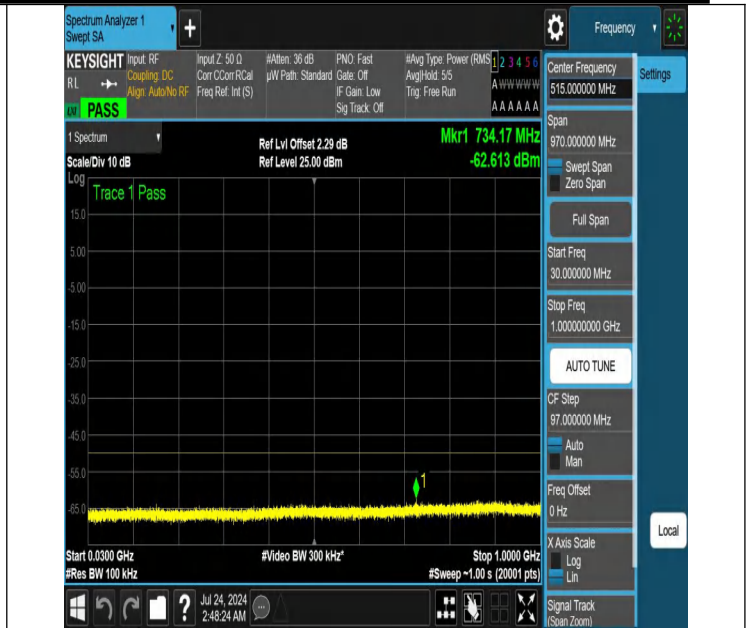 Spectrum Analyzer 1
Swept SA
+
Frequency
KEYSIGHT
RL
PASS
Input: RF
Coupling: DC
Align: Auto/No RF
Input Z: 50 Ω
Corr CCorr RCal
Freq Ref: Int (S)
#Atten: 36 dB
µW Path: Standard
PNO: Fast
Gate: Off
IF Gain: Low
Sig Track: Off
#Avg Type: Power (RMS
Avg|Hold: 5/5
Trig: Free Run
1 2 3 4 5 6
A W W W W W
A A A A A A
1 Spectrum
Scale/Div 10 dB
Log
Ref Lvl Offset 2.29 dB
Ref Level 25.00 dBm
Mkr1 734.17 MHz
-62.613 dBm
Trace 1 Pass
15.0
5.00
-5.00
-15.0
-25.0
-35.0
-45.0
-55.0
-65.0
1
Start 0.0300 GHz
#Res BW 100 kHz
#Video BW 300 kHz*
Stop 1.0000 GHz
#Sweep ~1.00 s (20001 pts)
Center Frequency
515.000000 MHz
Settings
Span
970.000000 MHz
Swept Span
Zero Span
Full Span
Start Freq
30.000000 MHz
Stop Freq
1.000000000 GHz
AUTO TUNE
CF Step
97.000000 MHz
Auto
Man
Freq Offset
0 Hz
Local
X Axis Scale
Log
Lin
Signal Track
(Span Zoom)
?
Jul 24, 2024
2:48:24 AM